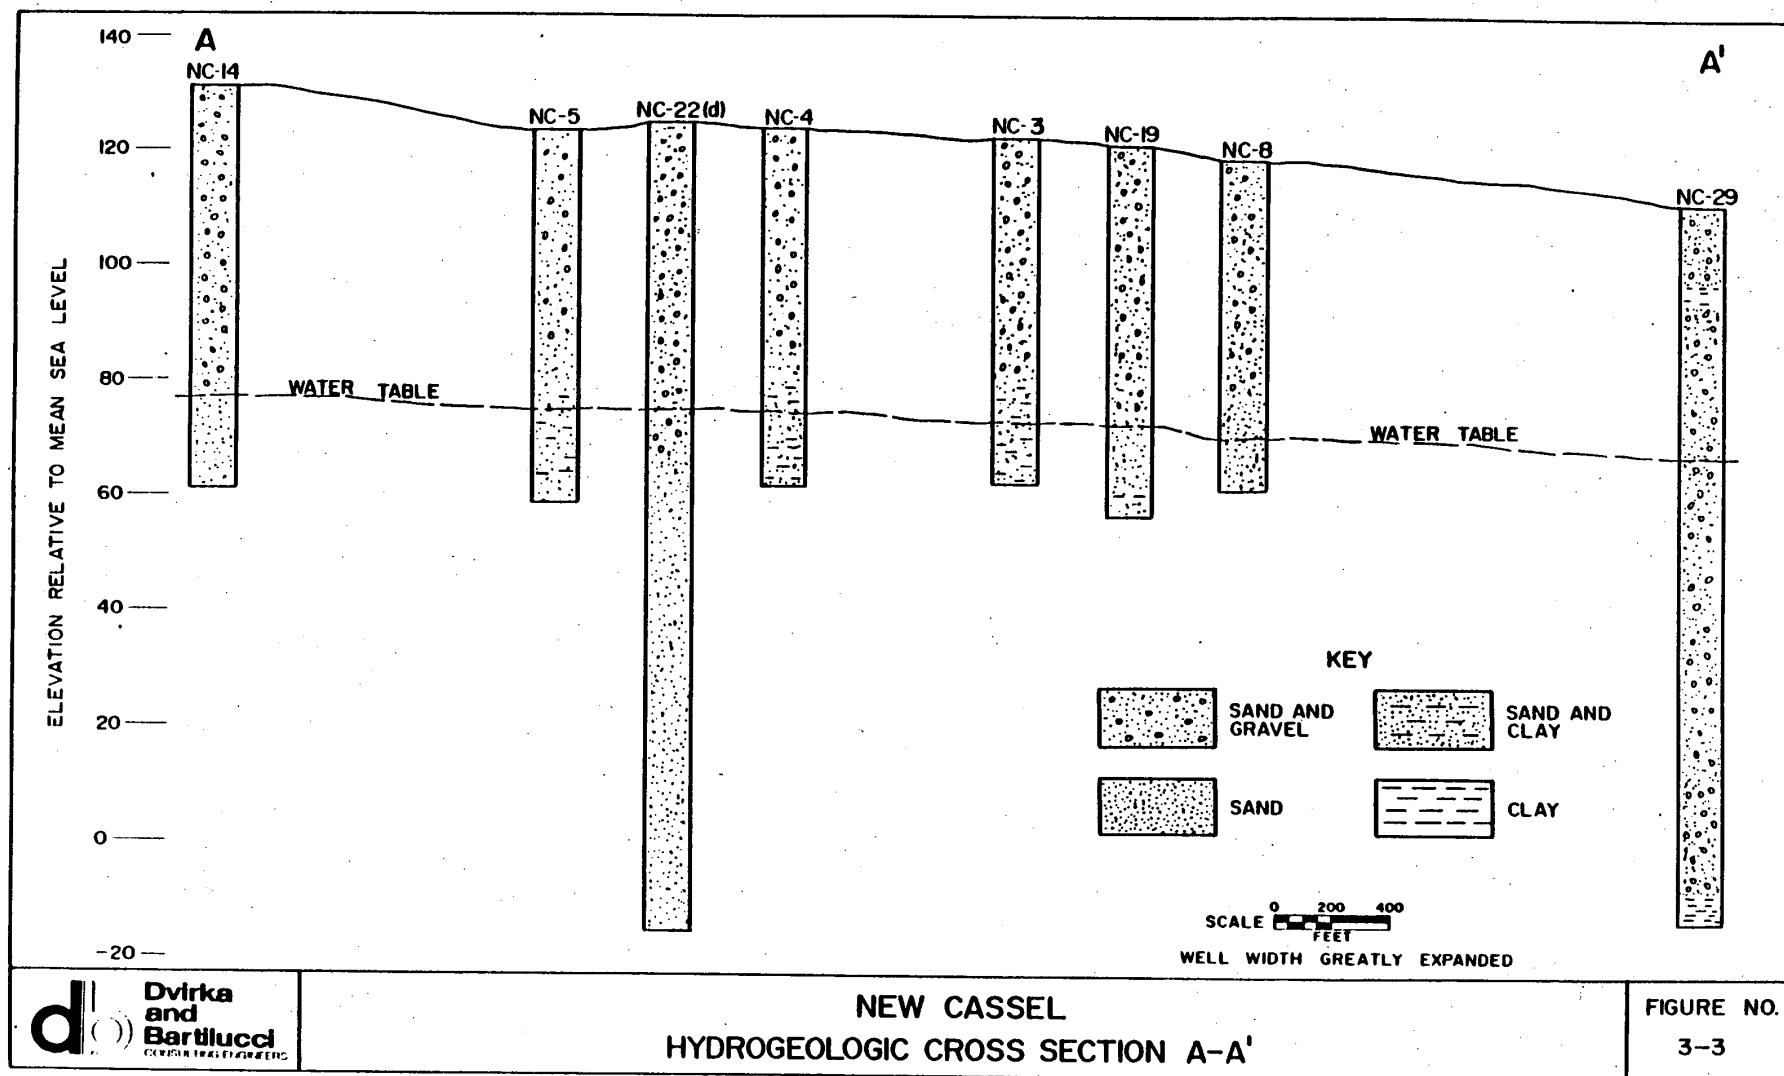 A
A'
NC-14
NC-5
NC-22(d)
NC-4
NC-3
NC-19
NC-8
NC-29
140
120
100
80
60
40
20
0
-20
ELEVATION RELATIVE TO MEAN SEA LEVEL
WATER TABLE
WATER TABLE
KEY
SAND AND
GRAVEL
SAND AND
CLAY
SAND
CLAY
0 200 400
SCALE
FEET
WELL WIDTH GREATLY EXPANDED
db
Dvirka
and
Bartilucci
CONSULTING ENGINEERS
NEW CASSEL
HYDROGEOLOGIC CROSS SECTION A-A'
FIGURE NO.
3-3